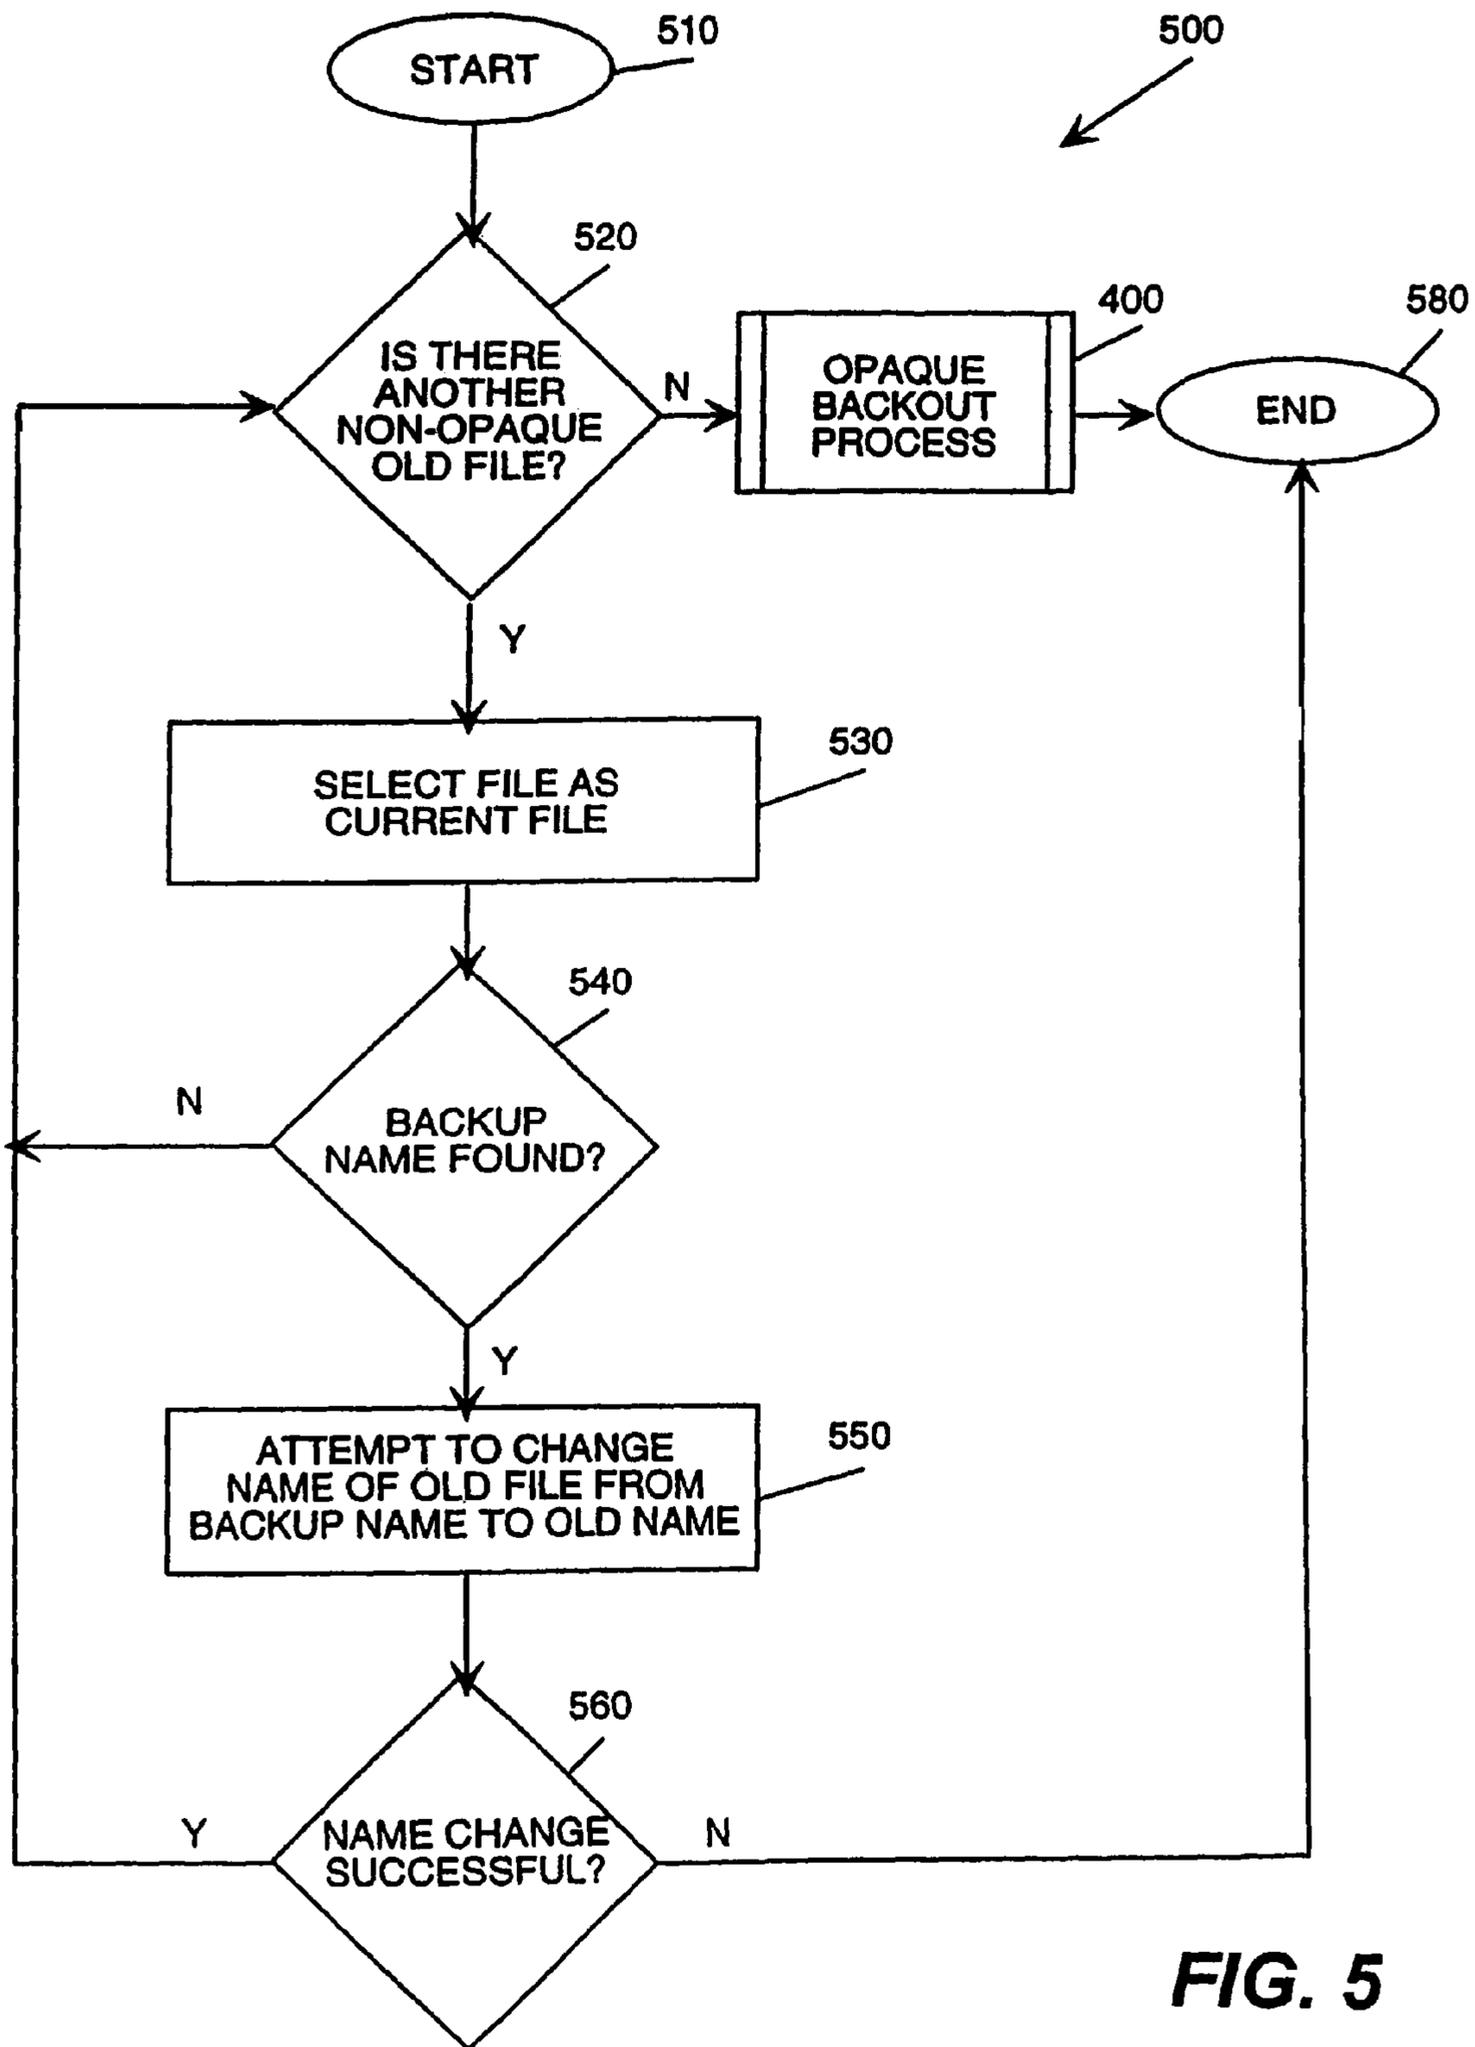 START
510
500
520
IS THERE
ANOTHER
NON-OPAQUE
OLD FILE?
N
OPAQUE
BACKOUT
PROCESS
400
END
580
Y
SELECT FILE AS
CURRENT FILE
530
540
BACKUP
NAME FOUND?
N
Y
ATTEMPT TO CHANGE
NAME OF OLD FILE FROM
BACKUP NAME TO OLD NAME
550
560
NAME CHANGE
SUCCESSFUL?
Y
N
FIG. 5